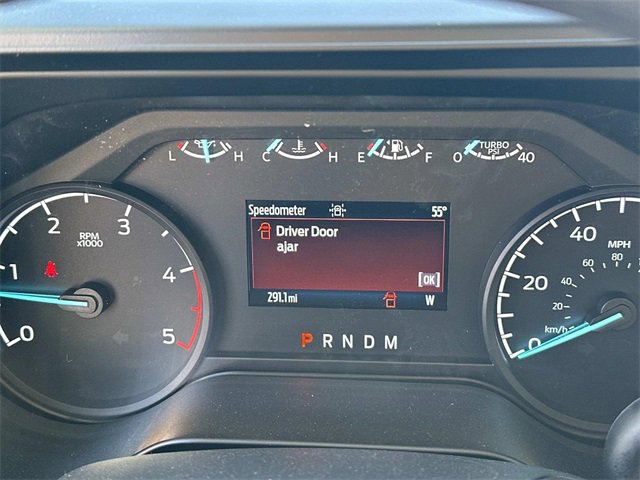 L H C H E F 0 TURBO PSI 40
Speedometer 55°
Driver Door
ajar
[OK]
291.1 mi W
P R N D M
0 1 2 3 4 5
RPM
x1000
0 20 40
MPH
20 40 60 80
km/h